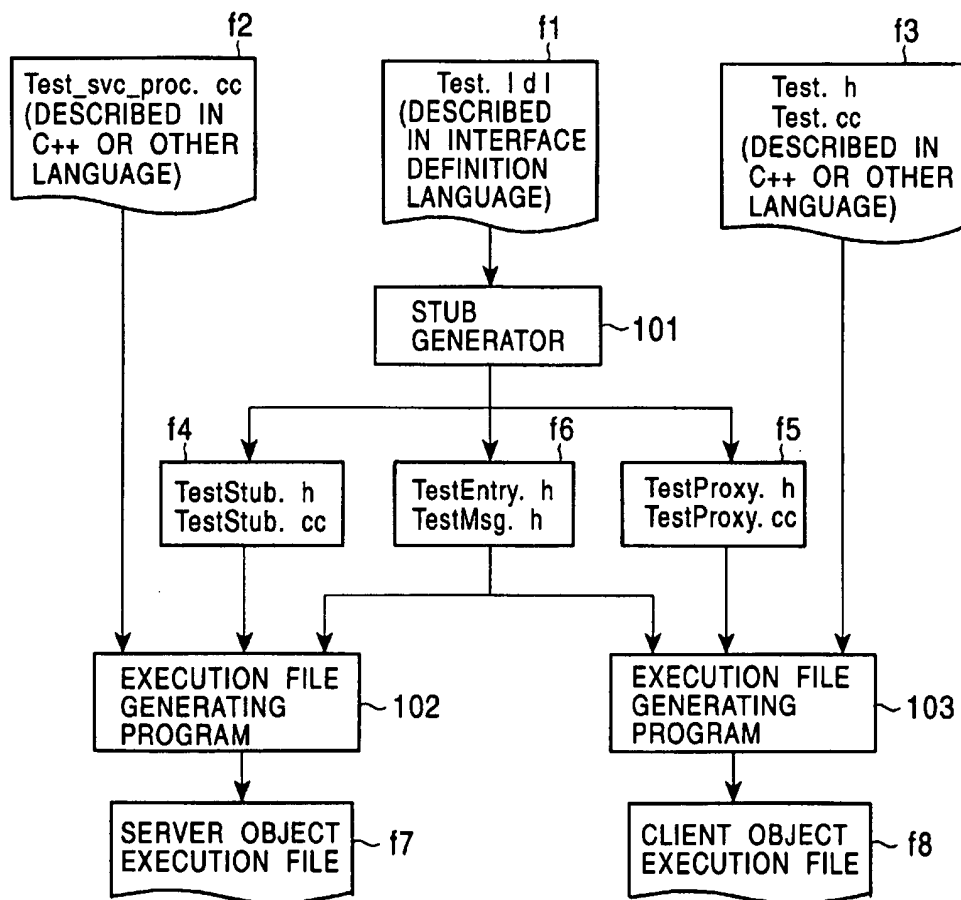 f2
Test_svc_proc. cc
(DESCRIBED IN
C++ OR OTHER
LANGUAGE)
f1
Test. I d l
(DESCRIBED
IN INTERFACE
DEFINITION
LANGUAGE)
f3
Test. h
Test. cc
(DESCRIBED IN
C++ OR OTHER
LANGUAGE)
STUB
GENERATOR
101
f4
TestStub. h
TestStub. cc
f6
TestEntry. h
TestMsg. h
f5
TestProxy. h
TestProxy. cc
EXECUTION FILE
GENERATING
PROGRAM
102
EXECUTION FILE
GENERATING
PROGRAM
103
SERVER OBJECT
EXECUTION FILE
f7
CLIENT OBJECT
EXECUTION FILE
f8